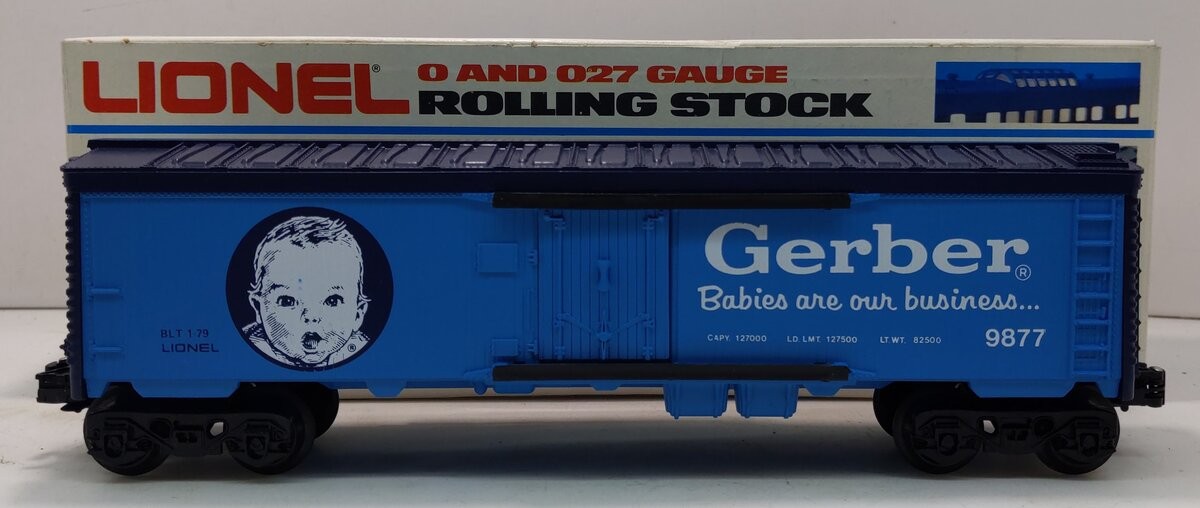 LIONEL®
O AND O27 GAUGE
ROLLING STOCK
Gerber®
Babies are our business...
BLT 1-79
LIONEL
®
CAPY. 127000 LD. LMT. 127500 LT. WT. 82500
9877